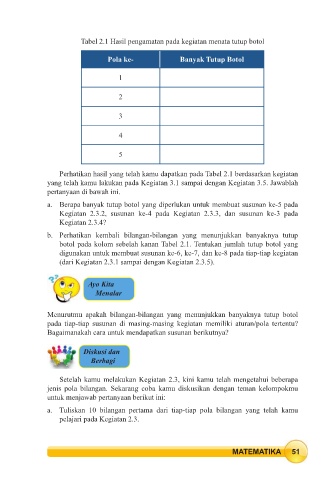 Tabel 2.1 Hasil pengamatan pada kegiatan menata tutup botol
Pola ke- Banyak Tutup Botol
1
2
3
4
5
Perhatikan hasil yang telah kamu dapatkan pada Tabel 2.1 berdasarkan kegiatan
yang telah kamu lakukan pada Kegiatan 3.1 sampai dengan Kegiatan 3.5. Jawablah
pertanyaan di bawah ini.
a. Berapa banyak tutup botol yang diperlukan untuk membuat susunan ke-5 pada
Kegiatan 2.3.2, susunan ke-4 pada Kegiatan 2.3.3, dan susunan ke-3 pada
Kegiatan 2.3.4?
b. Perhatikan kembali bilangan-bilangan yang menunjukkan banyaknya tutup
botol pada kolom sebelah kanan Tabel 2.1. Tentukan jumlah tutup botol yang
digunakan untuk membuat susunan ke-6, ke-7, dan ke-8 pada tiap-tiap kegiatan
(dari Kegiatan 2.3.1 sampai dengan Kegiatan 2.3.5).
Ayo Kita
Menalar
Menurutmu apakah bilangan-bilangan yang menunjukkan banyaknya tutup botol
pada tiap-tiap susunan di masing-masing kegiatan memiliki aturan/pola tertentu?
Bagaimanakah cara untuk mendapatkan susunan berikutnya?
Diskusi dan
Berbagi
Setelah kamu melakukan Kegiatan 2.3, kini kamu telah mengetahui beberapa
jenis pola bilangan. Sekarang coba kamu diskusikan dengan teman kelompokmu
untuk menjawab pertanyaan berikut ini:
a. Tuliskan 10 bilangan pertama dari tiap-tiap pola bilangan yang telah kamu
pelajari pada Kegiatan 2.3.
MATEMATIKA 51